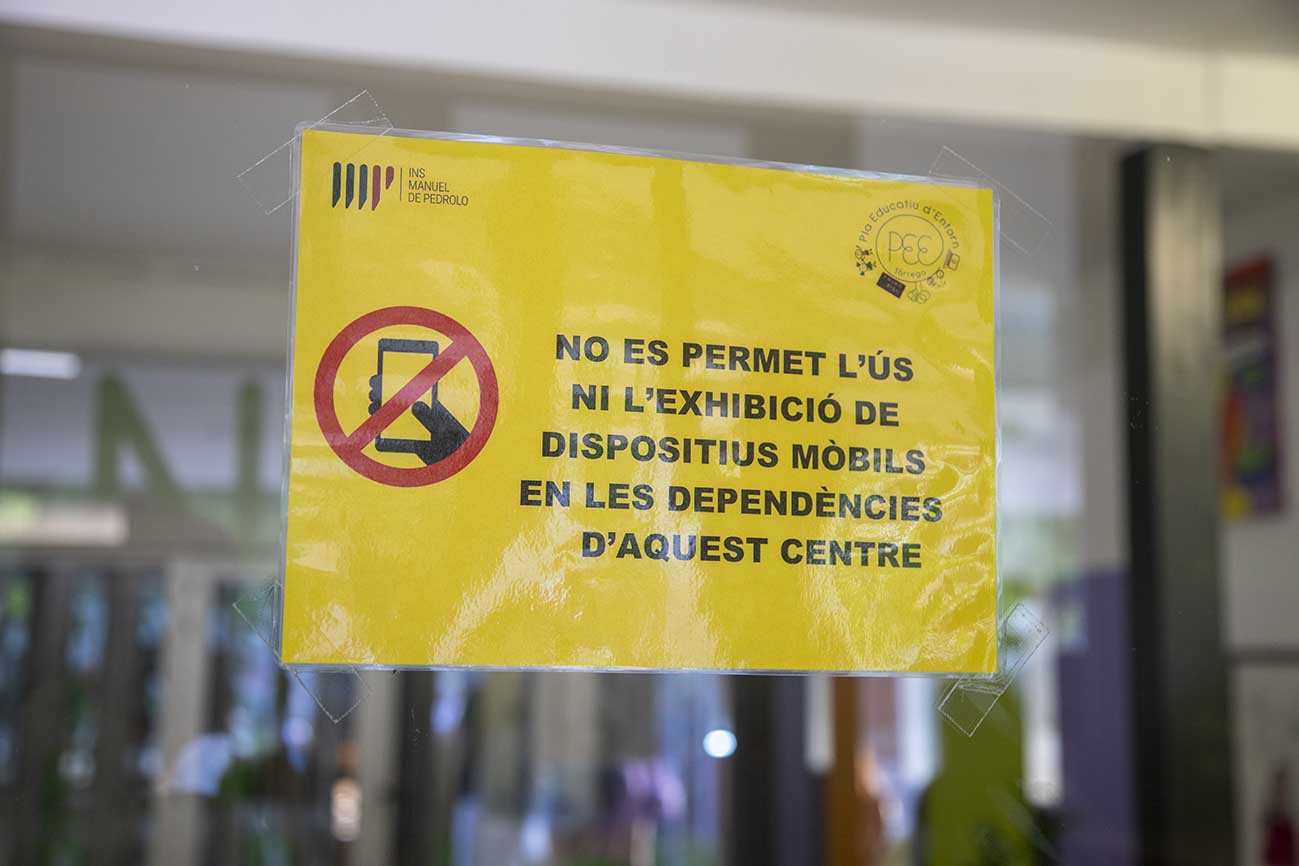 INS
MANUEL
DE PEDROLO
Pla Educatiu d'Entorn
PEE
Tàrrega
NO ES PERMET L'ÚS
NI L'EXHIBICIÓ DE
DISPOSITIUS MÒBILS
EN LES DEPENDÈNCIES
D'AQUEST CENTRE